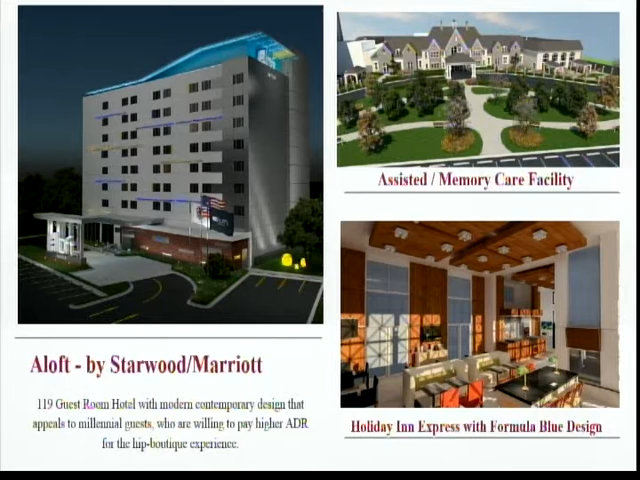 Aloft - by Starwood/Marriott
119 Guest Room Hotel with modern contemporary design that
appeals to millennial guests, who are willing to pay higher ADR
for the hip-boutique experience.
Assisted / Memory Care Facility
Holiday Inn Express with Formula Blue Design